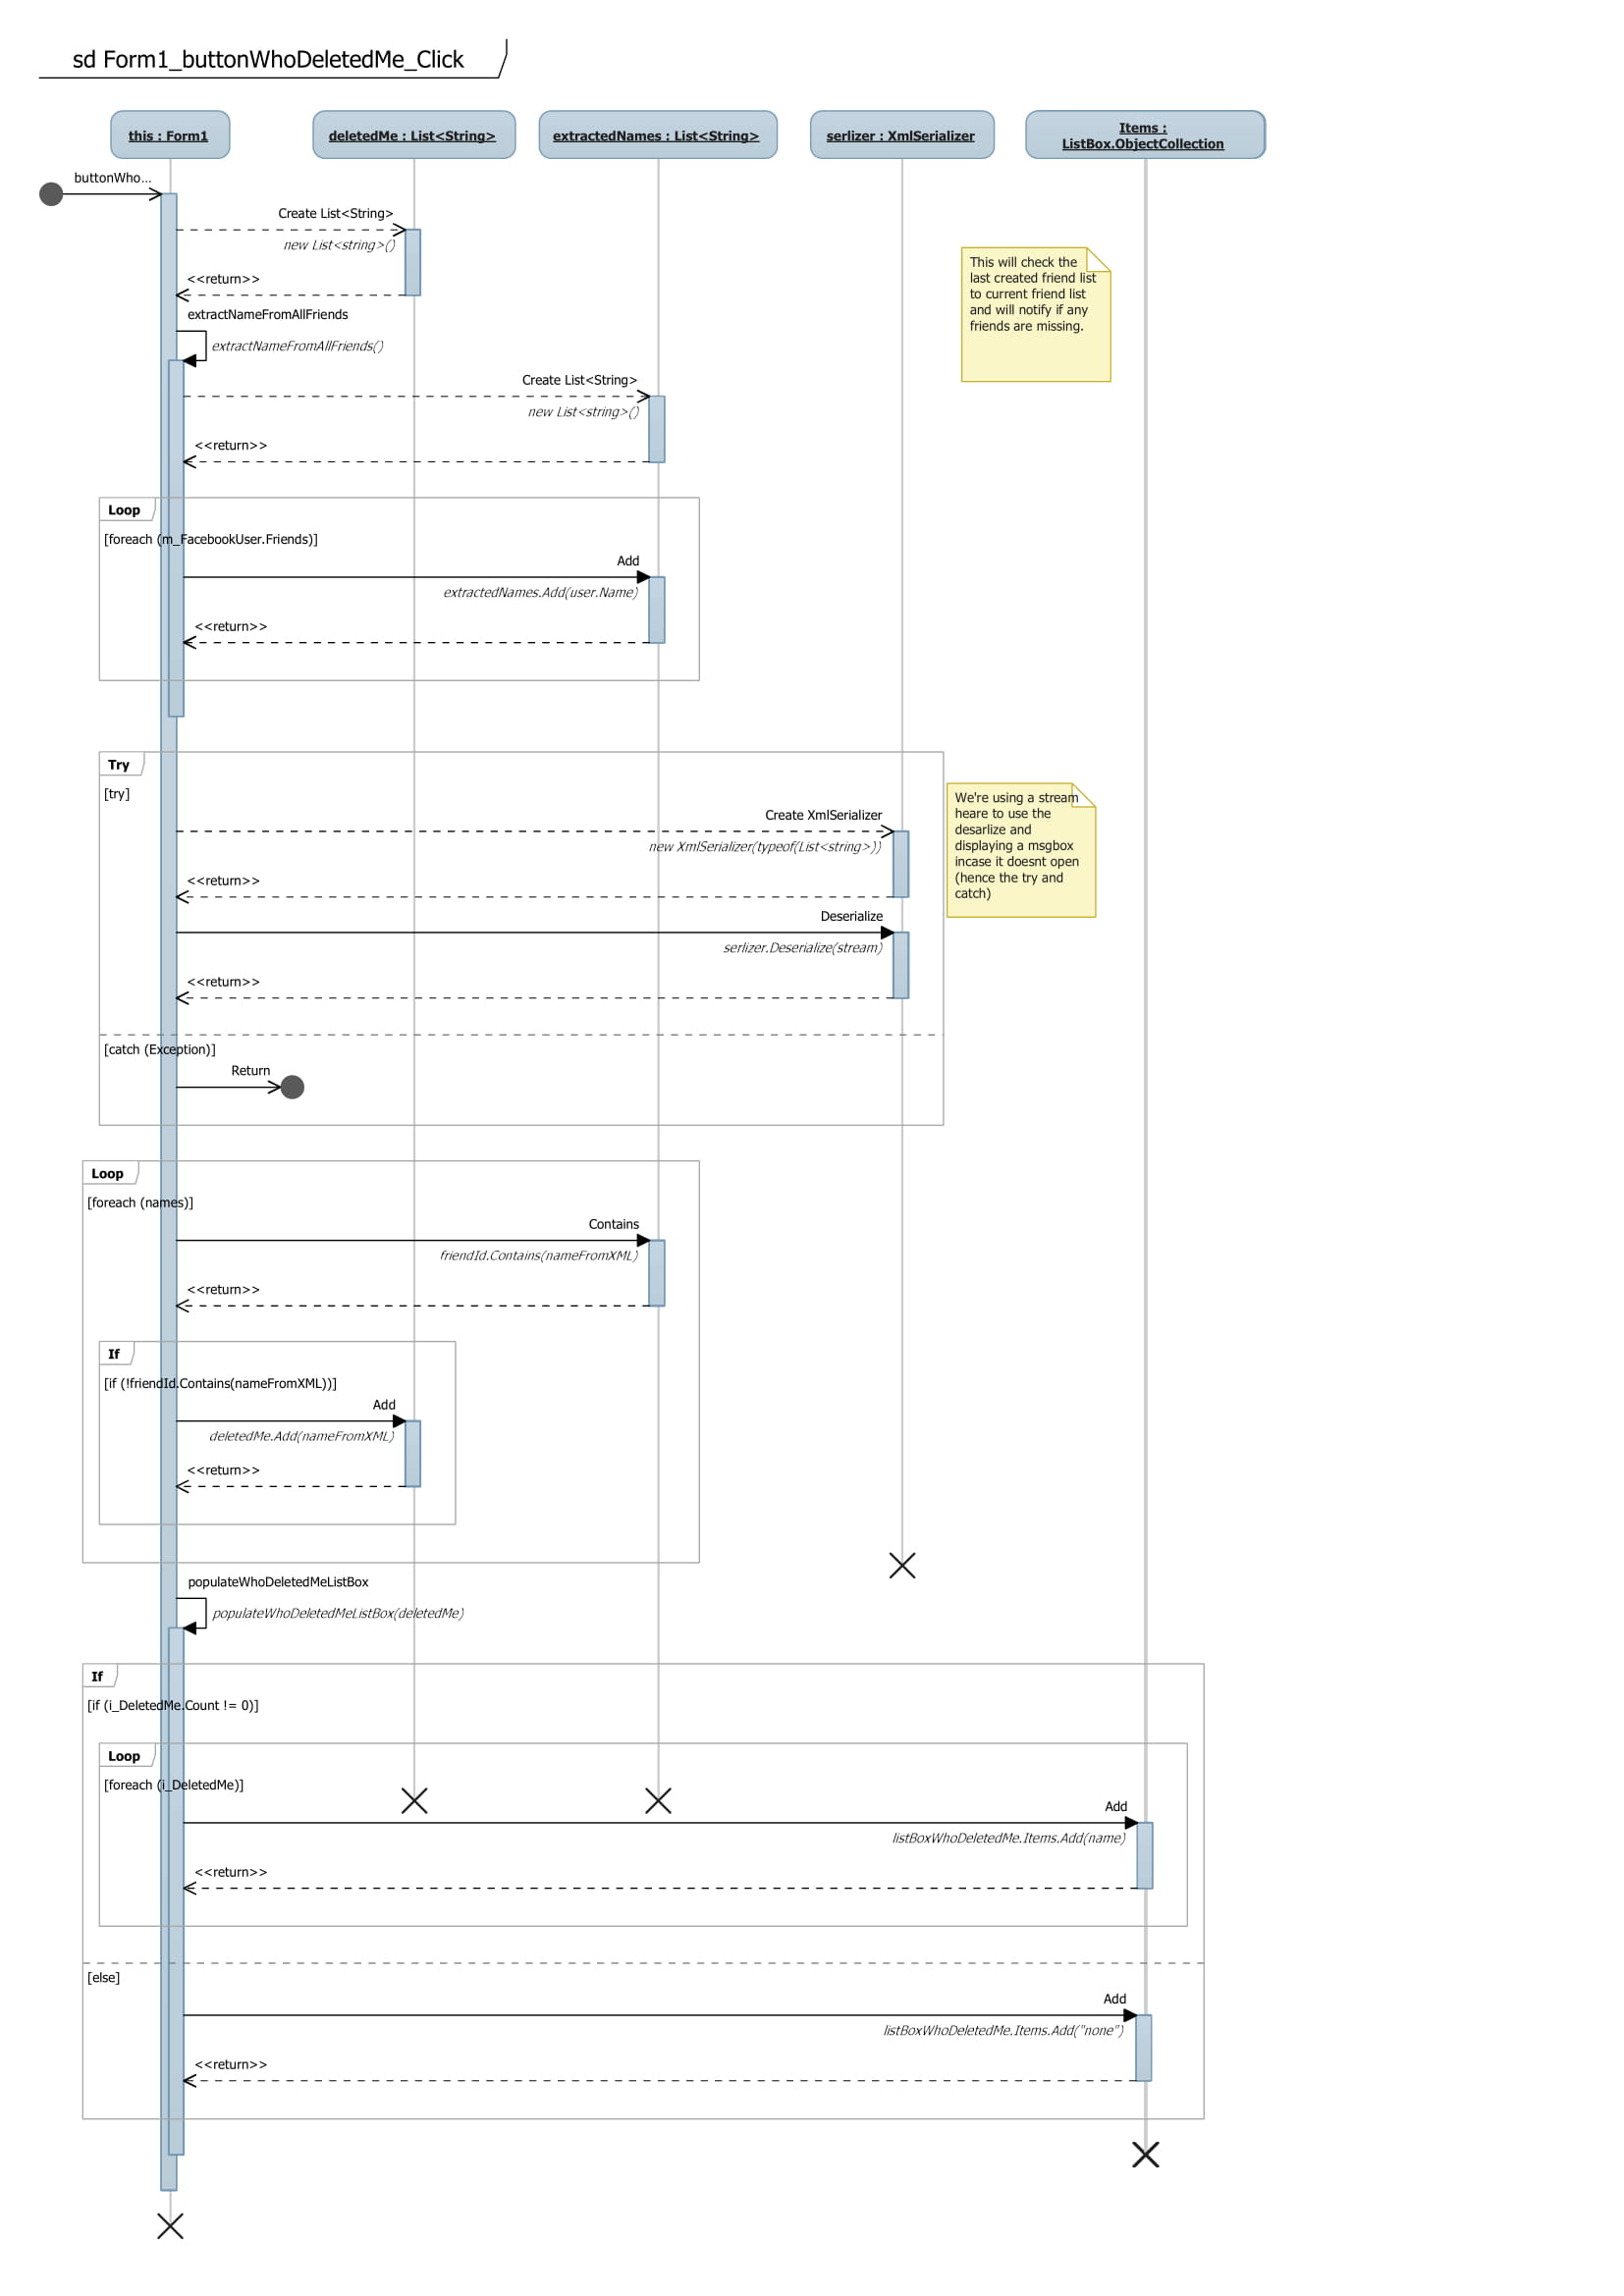 sd Form1_buttonWhoDeletedMe_Click
this : Form1
deletedMe : List<String>
extractedNames : List<String>
serlizer : XmlSerializer
Items :
ListBox.ObjectCollection
buttonWho...
Create List<String>
new List<string>()
<<return>>
This will check the
last created friend list
to current friend list
and will notify if any
friends are missing.
extractNameFromAllFriends
extractNameFromAllFriends()
Create List<String>
new List<string>()
<<return>>
Loop
[foreach (m_FacebookUser.Friends)]
Add
extractedNames.Add(user.Name)
<<return>>
Try
[try]
Create XmlSerializer
new XmlSerializer(typeof(List<string>))
<<return>>
We're using a stream
heare to use the
desarlize and
displaying a msgbox
incase it doesnt open
(hence the try and
catch)
Deserialize
serlizer.Deserialize(stream)
<<return>>
[catch (Exception)]
Return
Loop
[foreach (names)]
Contains
friendId.Contains(nameFromXML)
<<return>>
If
[if (!friendId.Contains(nameFromXML))]
Add
deletedMe.Add(nameFromXML)
<<return>>
populateWhoDeletedMeListBox
populateWhoDeletedMeListBox(deletedMe)
If
[if (i_DeletedMe.Count != 0)]
Loop
[foreach (i_DeletedMe)]
Add
listBoxWhoDeletedMe.Items.Add(name)
<<return>>
[else]
Add
listBoxWhoDeletedMe.Items.Add("none")
<<return>>